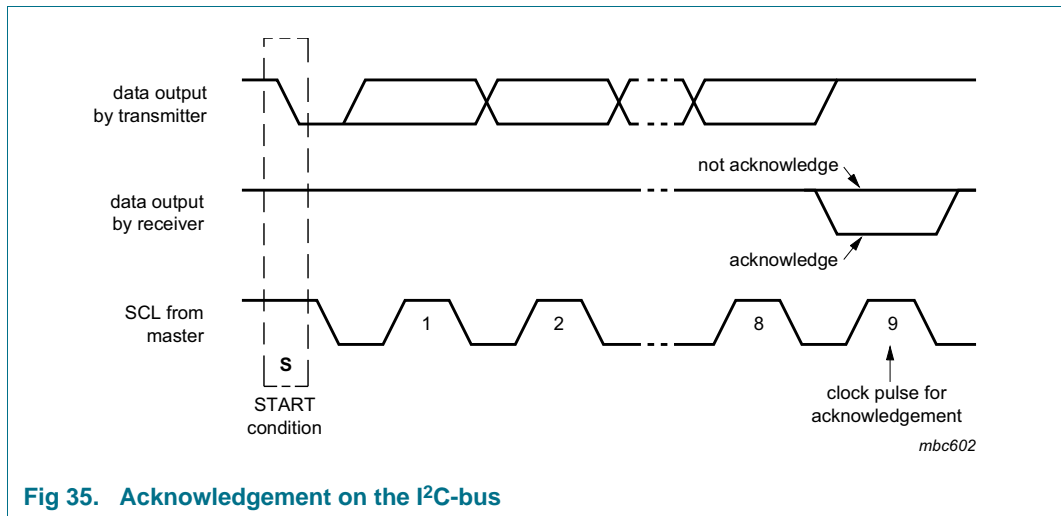 data output
by transmitter
not acknowledge
data output
by receiver
acknowledge
SCL from
master
1
2
8
9
S
START
condition
clock pulse for
acknowledgement
mbc602
Fig 35. Acknowledgement on the I²C-bus